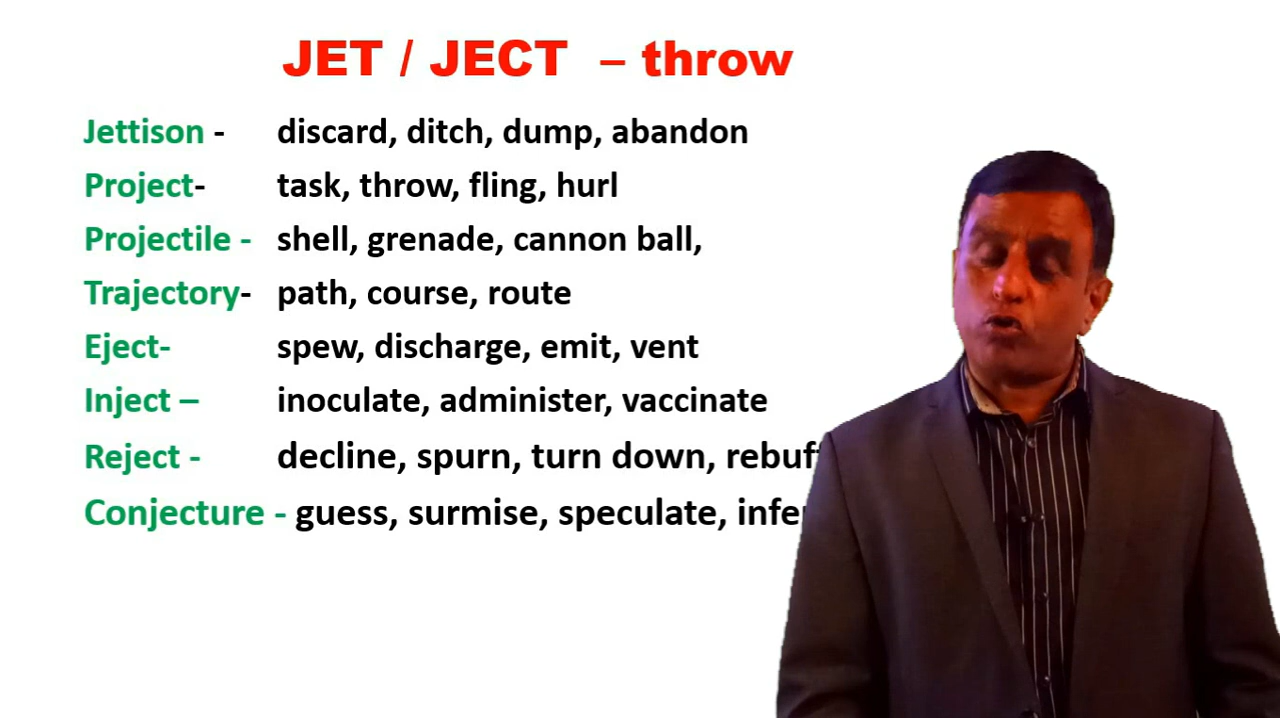 JET / JECT – throw
Jettison - discard, ditch, dump, abandon
Project- task, throw, fling, hurl
Projectile - shell, grenade, cannon ball,
Trajectory- path, course, route
Eject- spew, discharge, emit, vent
Inject – inoculate, administer, vaccinate
Reject - decline, spurn, turn down, rebuff
Conjecture - guess, surmise, speculate,